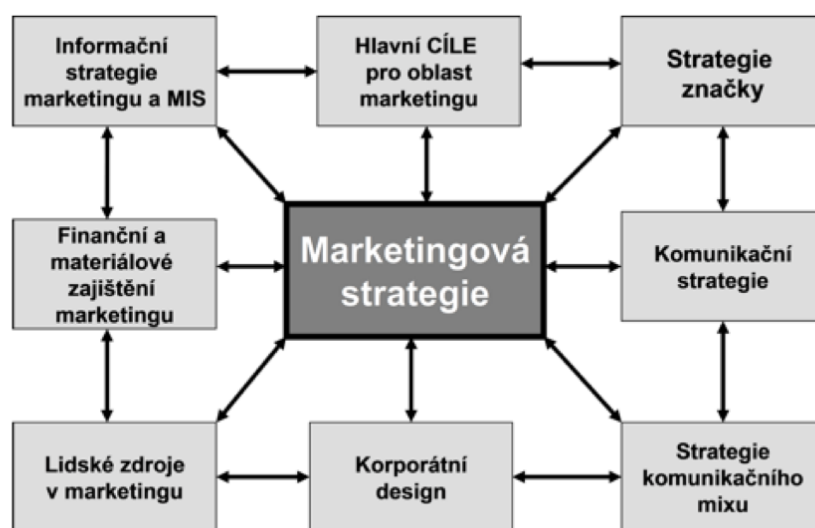 Informační
strategie
marketingu a MIS
Hlavní CÍLE
pro oblast
marketingu
Strategie
značky
Finanční a
materiálové
zajištění
marketingu
Marketingová
strategie
Komunikační
strategie
Lidské zdroje
v marketingu
Korporátní
design
Strategie
komunikačního
mixu